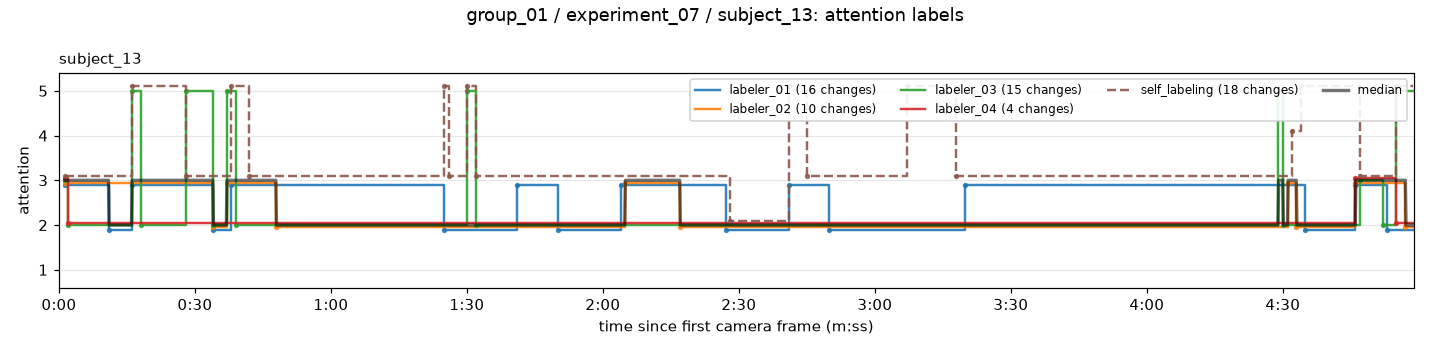 group_01 / experiment_07 / subject_13: attention labels
subject_13
labeler_01 (16 changes)
labeler_02 (10 changes)
labeler_03 (15 changes)
labeler_04 (4 changes)
self_labeling (18 changes)
median
attention
5
4
3
2
1
0:00
0:30
1:00
1:30
2:00
2:30
3:00
3:30
4:00
4:30
time since first camera frame (m:ss)